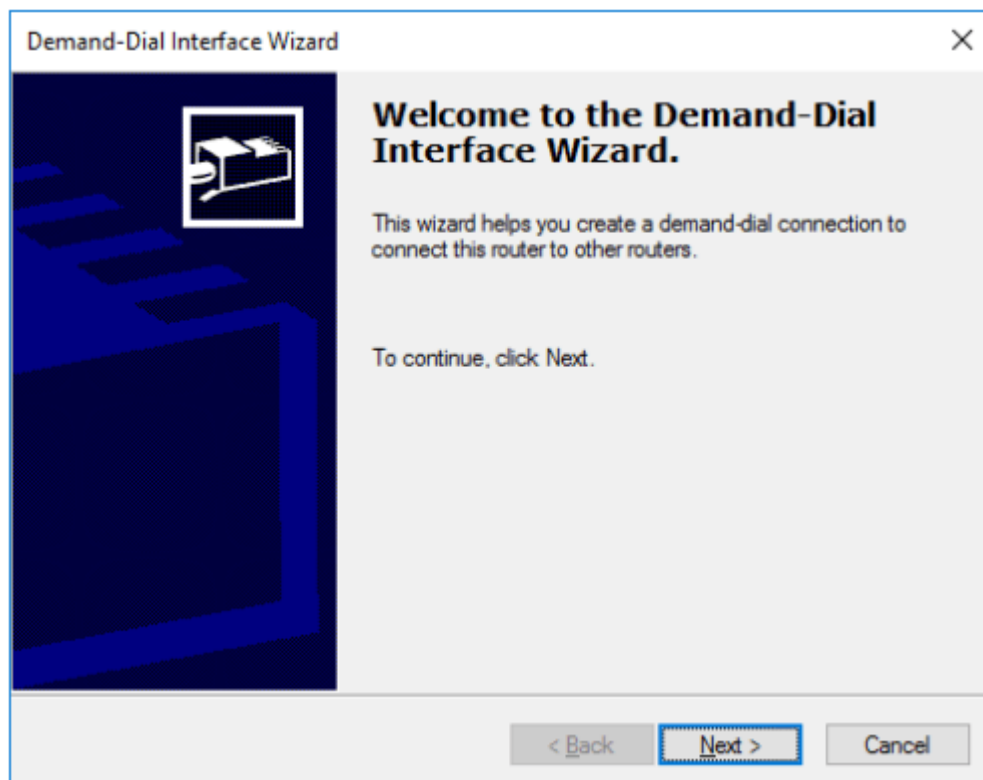 Demand-Dial Interface Wizard
Welcome to the Demand-Dial
Interface Wizard.
This wizard helps you create a demand-dial connection to
connect this router to other routers.
To continue, click Next.
< Back
Next >
Cancel